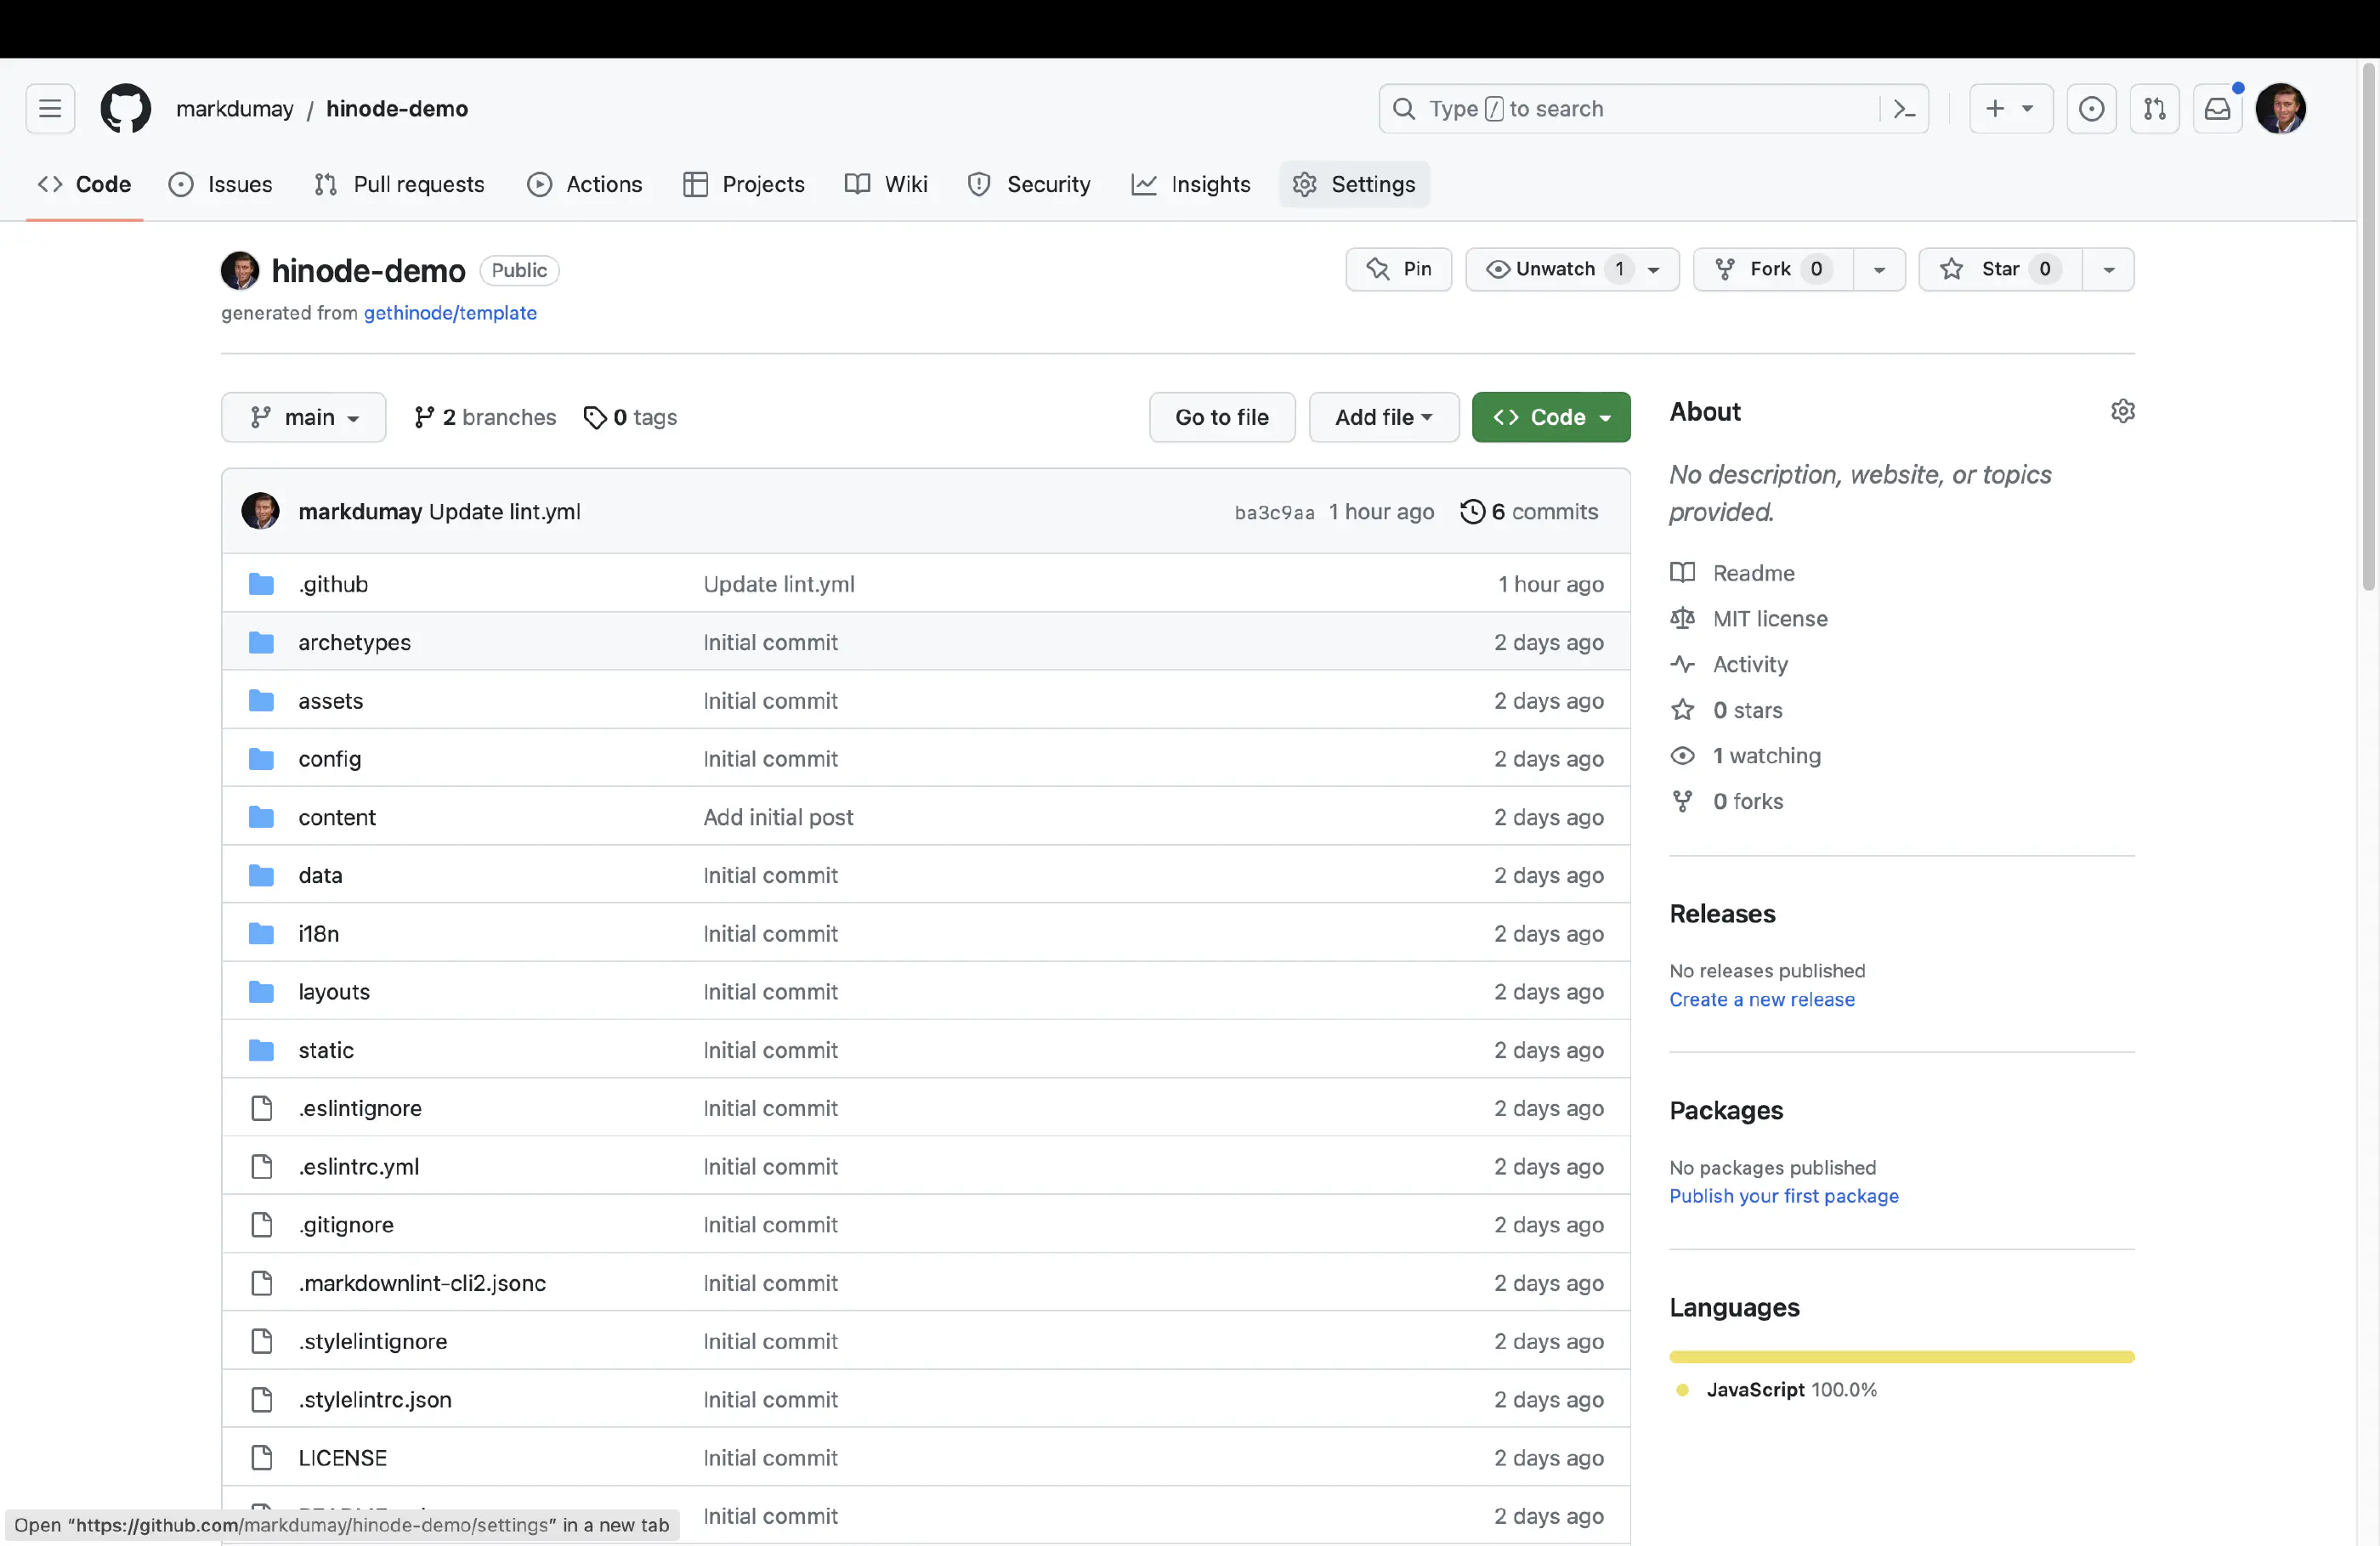 markdumay / hinode-demo
Type / to search
Code Issues Pull requests Actions Projects Wiki Security Insights Settings
hinode-demo Public
Pin Unwatch 1 Fork 0 Star 0
generated from gethinode/template
main 2 branches 0 tags Go to file Add file Code
markdumay Update lint.yml ba3c9aa 1 hour ago 6 commits
.github Update lint.yml 1 hour ago
archetypes Initial commit 2 days ago
assets Initial commit 2 days ago
config Initial commit 2 days ago
content Add initial post 2 days ago
data Initial commit 2 days ago
i18n Initial commit 2 days ago
layouts Initial commit 2 days ago
static Initial commit 2 days ago
.eslintignore Initial commit 2 days ago
.eslintrc.yml Initial commit 2 days ago
.gitignore Initial commit 2 days ago
.markdownlint-cli2.jsonc Initial commit 2 days ago
.stylelintignore Initial commit 2 days ago
.stylelintrc.json Initial commit 2 days ago
LICENSE Initial commit 2 days ago
Initial commit 2 days ago
About
No description, website, or topics
provided.
Readme
MIT license
Activity
0 stars
1 watching
0 forks
Releases
No releases published
Create a new release
Packages
No packages published
Publish your first package
Languages
JavaScript 100.0%
Open "https://github.com/markdumay/hinode-demo/settings" in a new tab